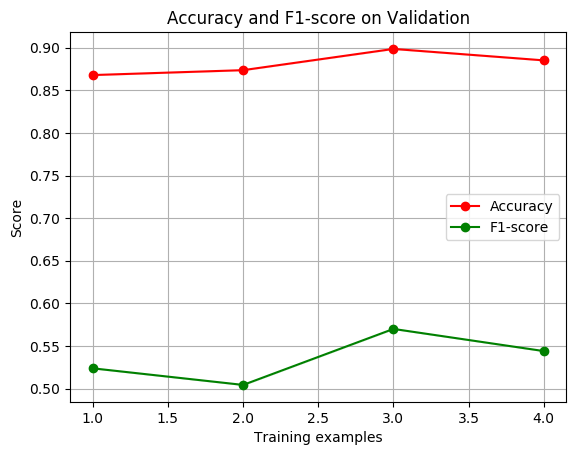 Accuracy and F1-score on Validation
0.90
0.85
0.80
0.75
0.70
0.65
0.60
0.55
0.50
Score
Accuracy
F1-score
1.0 1.5 2.0 2.5 3.0 3.5 4.0
Training examples